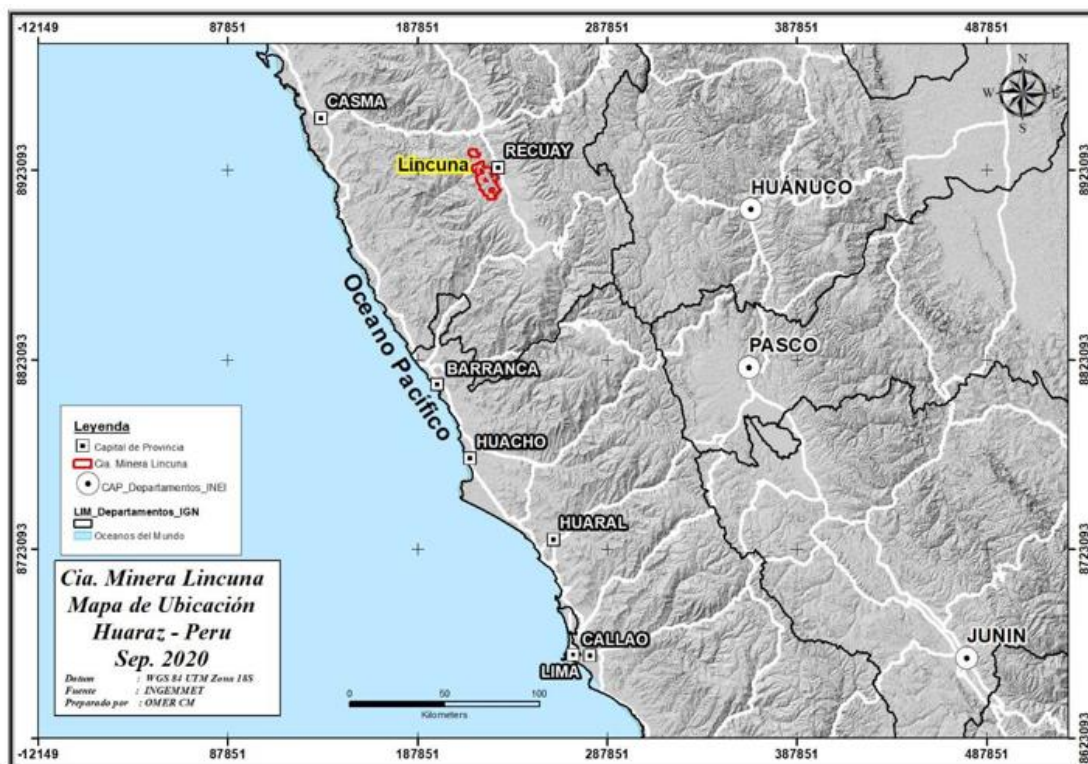 -12149 87851 187851 287851 387851 487851
N
W E
S
CASMA
RECUAY
Lincuna
8923093 8923093
HUÁNUCO
Oceano Pacífico
PASCO
8823093 8823093
BARRANCA
HUACHO
Leyenda
Capital de Provincia
Cia. Minera Lincuna
CAP_Departamentos_INEI
LIM_Departamentos_IGN
Oceanos del Mundo
HUARAL
8723093 8723093
Cia. Minera Lincuna
Mapa de Ubicación
Huaraz - Peru
Sep. 2020
Datum : WGS 84 UTM Zona 18S
Fuente : INGEMMET
Preparado por : OMER CM
CALLAO
LIMA
JUNIN
0 50 100
Kilometers
8623093
-12149 87851 187851 287851 387851 487851